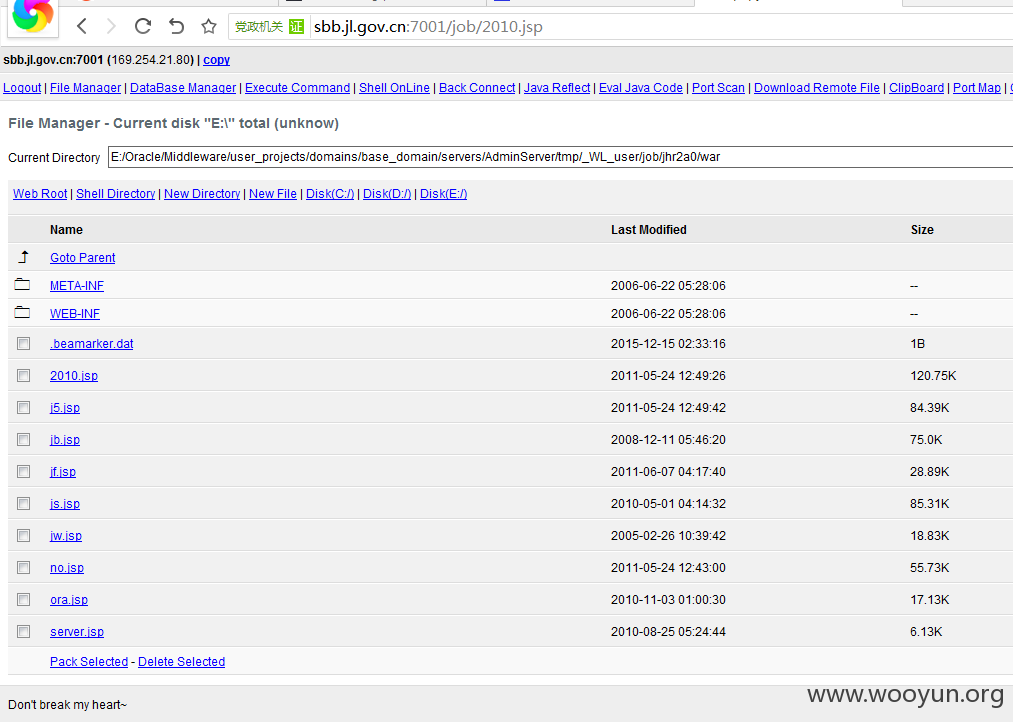 党政机关 证 sbb.jl.gov.cn:7001/job/2010.jsp
sbb.jl.gov.cn:7001 (169.254.21.80) | copy
Logout | File Manager | DataBase Manager | Execute Command | Shell OnLine | Back Connect | Java Reflect | Eval Java Code | Port Scan | Download Remote File | ClipBoard | Port Map |
File Manager - Current disk "E:\" total (unknow)
Current Directory E:/Oracle/Middleware/user_projects/domains/base_domain/servers/AdminServer/tmp/_WL_user/job/jhr2a0/war
Web Root | Shell Directory | New Directory | New File | Disk(C:/) | Disk(D:/) | Disk(E:/)
Name Last Modified Size
Goto Parent
META-INF 2006-06-22 05:28:06 --
WEB-INF 2006-06-22 05:28:06 --
.beamarker.dat 2015-12-15 02:33:16 1B
2010.jsp 2011-05-24 12:49:26 120.75K
j5.jsp 2011-05-24 12:49:42 84.39K
jb.jsp 2008-12-11 05:46:20 75.0K
jf.jsp 2011-06-07 04:17:40 28.89K
js.jsp 2010-05-01 04:14:32 85.31K
jw.jsp 2005-02-26 10:39:42 18.83K
no.jsp 2011-05-24 12:43:00 55.73K
ora.jsp 2010-11-03 01:00:30 17.13K
server.jsp 2010-08-25 05:24:44 6.13K
Pack Selected - Delete Selected
Don't break my heart~
www.wooyun.org